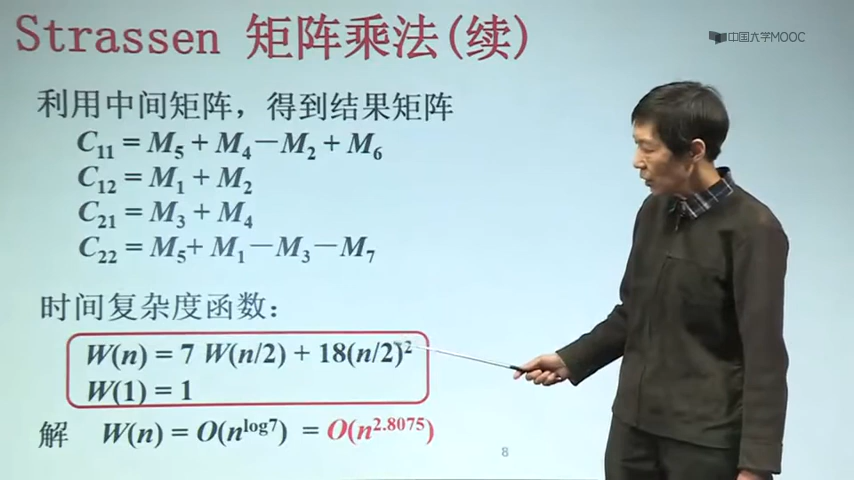 Strassen 矩阵乘法(续)
中国大学MOOC
利用中间矩阵，得到结果矩阵
C₁₁ = M₅ + M₄－M₂ + M₆
C₁₂ = M₁ + M₂
C₂₁ = M₃ + M₄
C₂₂ = M₅+ M₁－M₃－M₇
时间复杂度函数：
W(n) = 7 W(n/2) + 18(n/2)²
W(1) = 1
解 W(n) = O(n^log7) = O(n^2.8075)
8